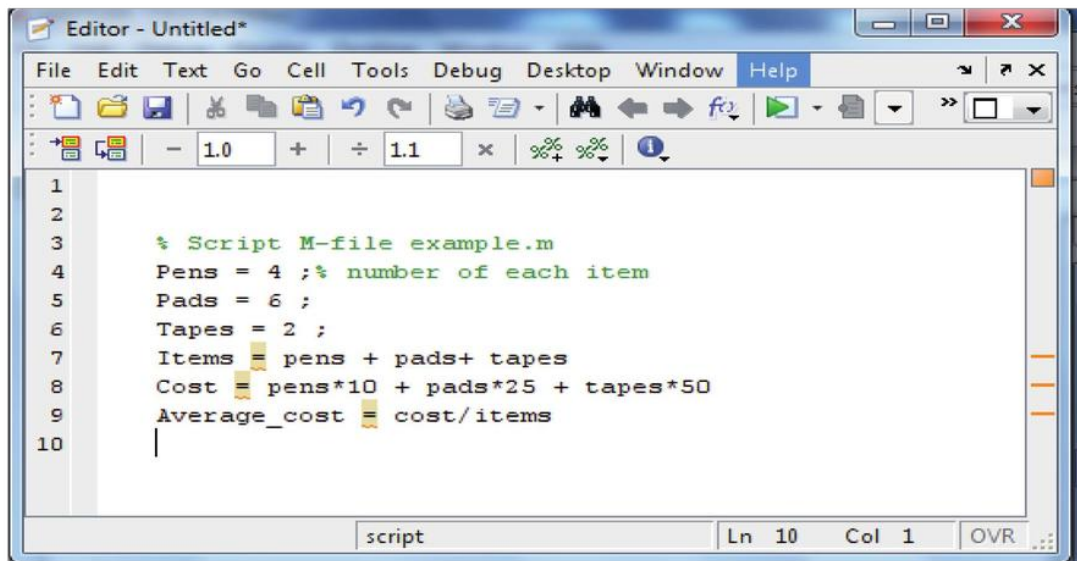 Editor - Untitled*
File Edit Text Go Cell Tools Debug Desktop Window Help
- 1.0 + ÷ 1.1 ×
1
2
3 % Script M-file example.m
4 Pens = 4 ;% number of each item
5 Pads = 6 ;
6 Tapes = 2 ;
7 Items = pens + pads+ tapes
8 Cost = pens*10 + pads*25 + tapes*50
9 Average_cost = cost/items
10
script Ln 10 Col 1 OVR